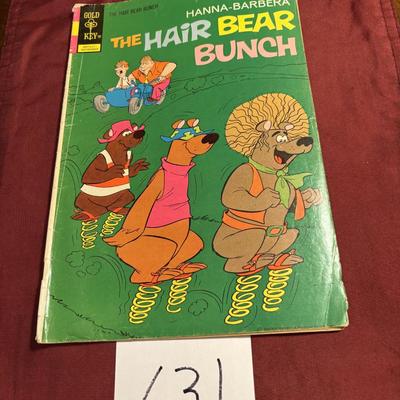 GOLD
KEY®
THE HAIR BEAR BUNCH
HANNA-BARBERA
THE HAIR BEAR
BUNCH
131